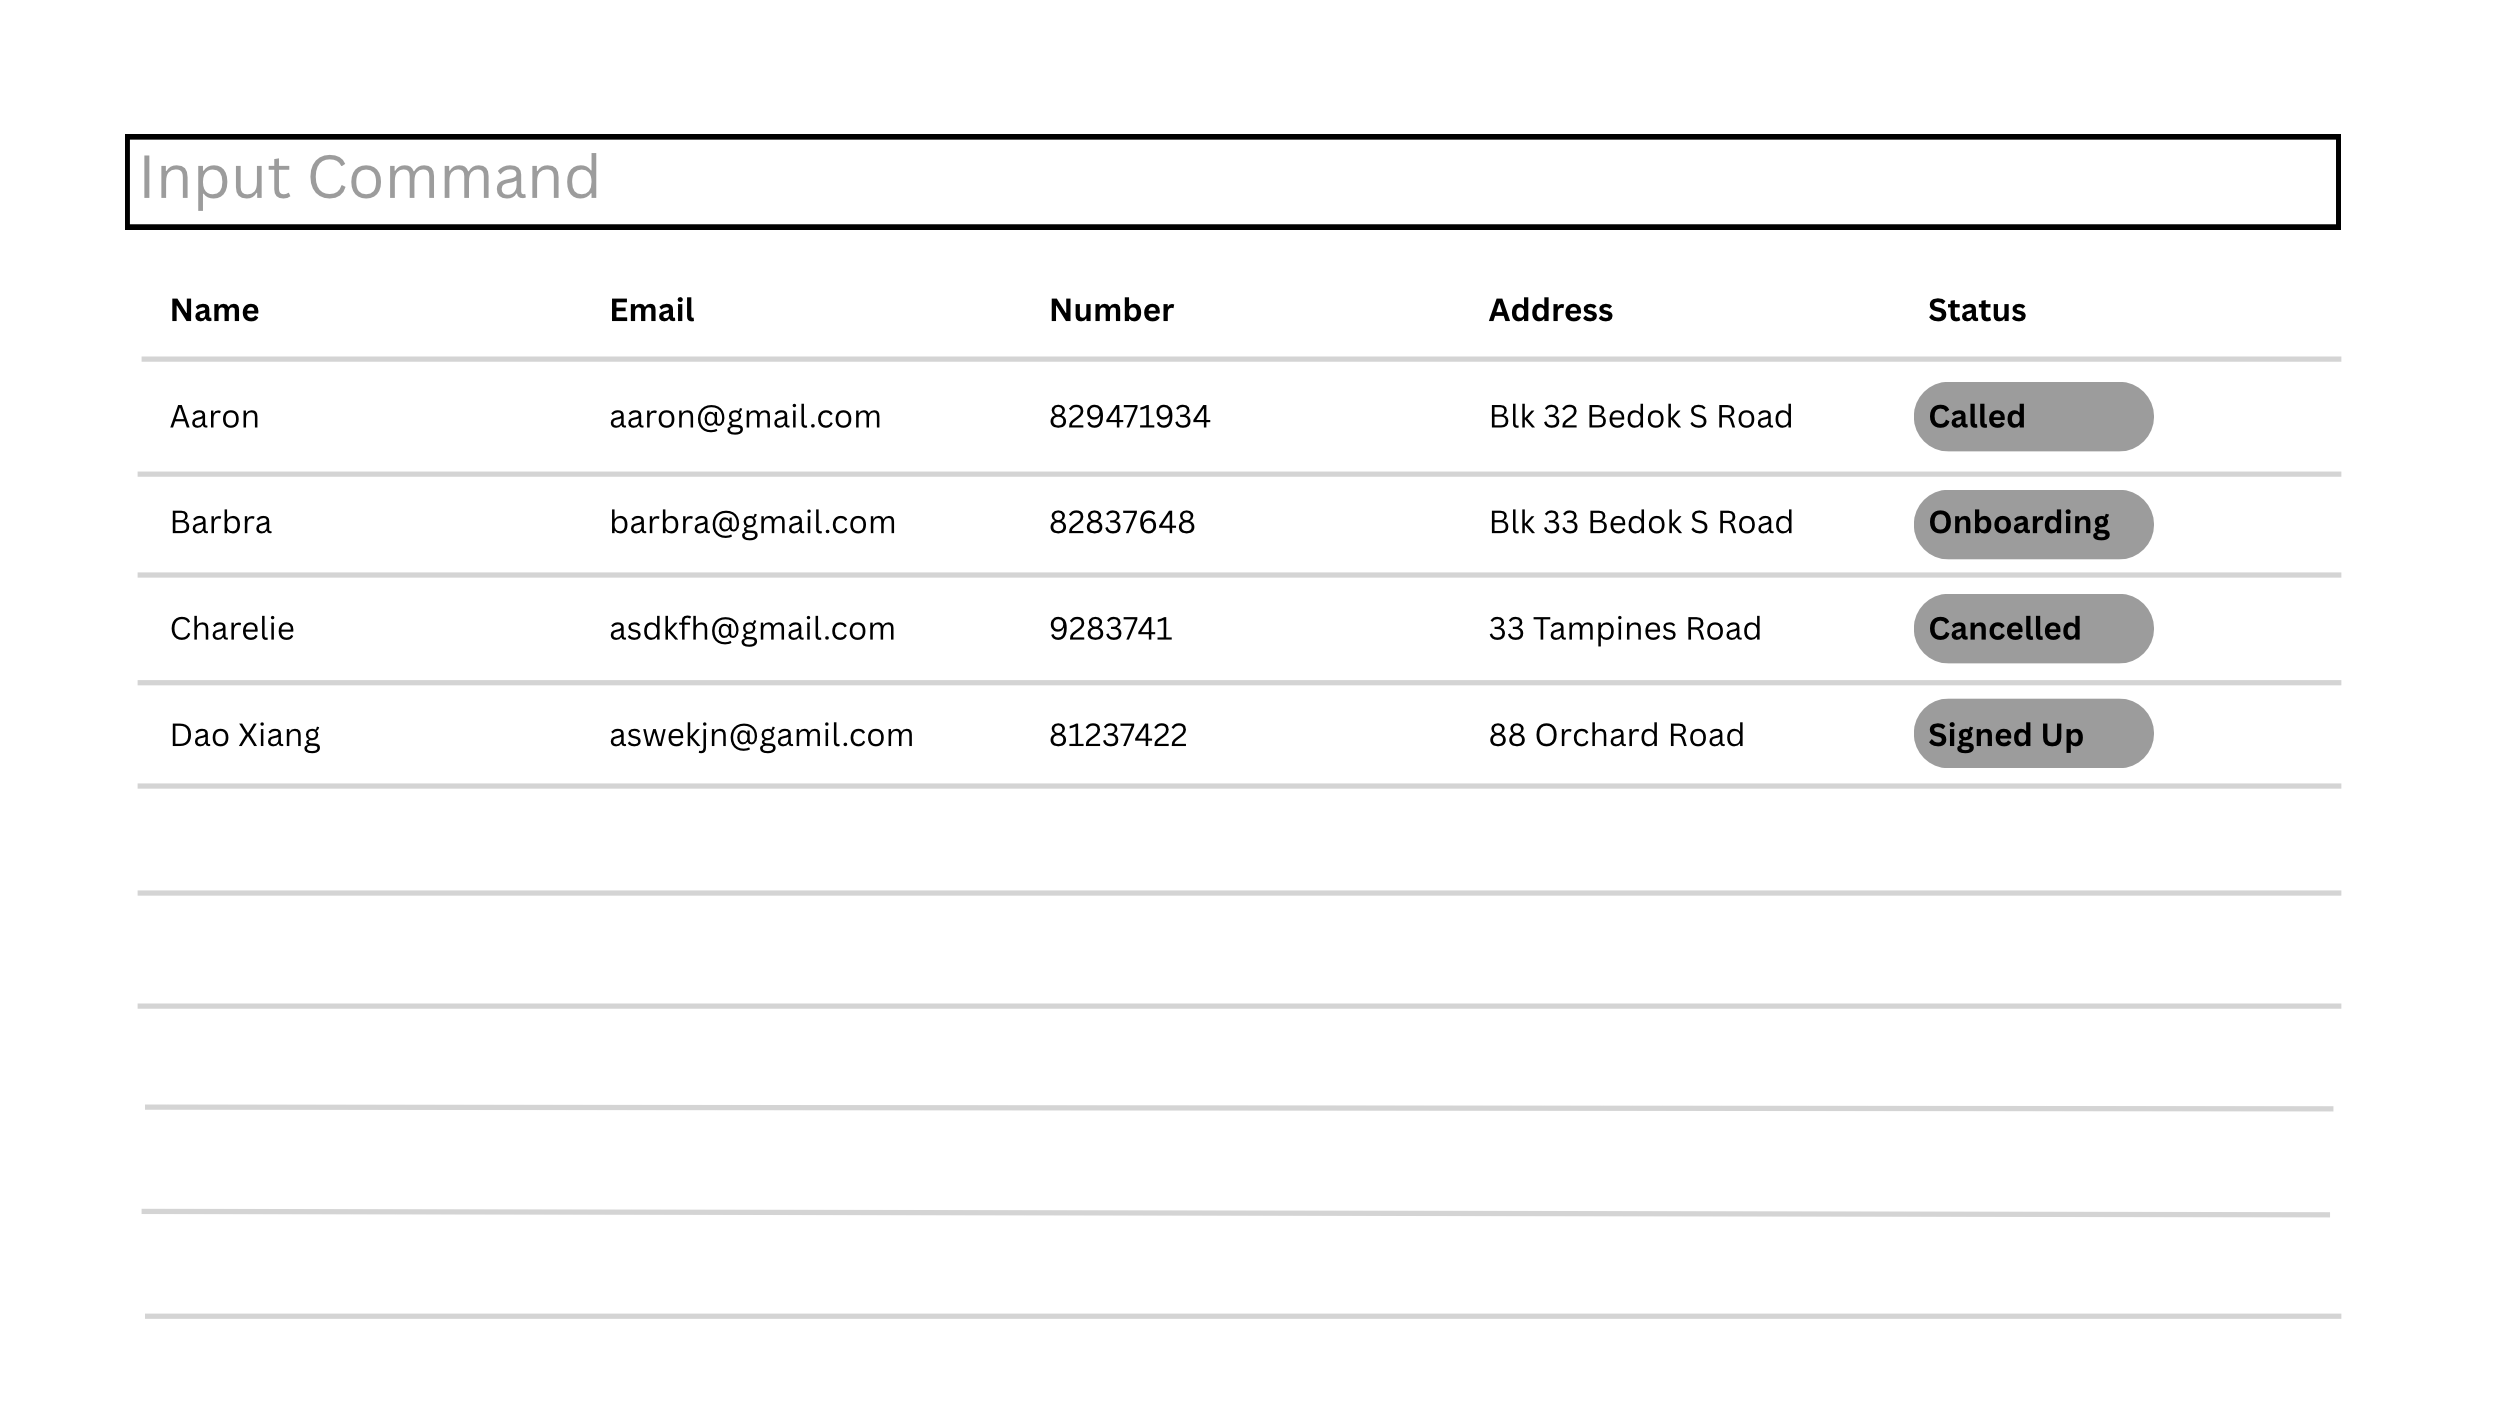 Input Command
Name Email Number Address Status
Aaron aaron@gmail.com 829471934 Blk 32 Bedok S Road Called
Barbra barbra@gmail.com 82837648 Blk 33 Bedok S Road Onboarding
Charelie asdkfh@gmail.com 9283741 33 Tampines Road Cancelled
Dao Xiang aswekjn@gamil.com 81237422 88 Orchard Road Signed Up